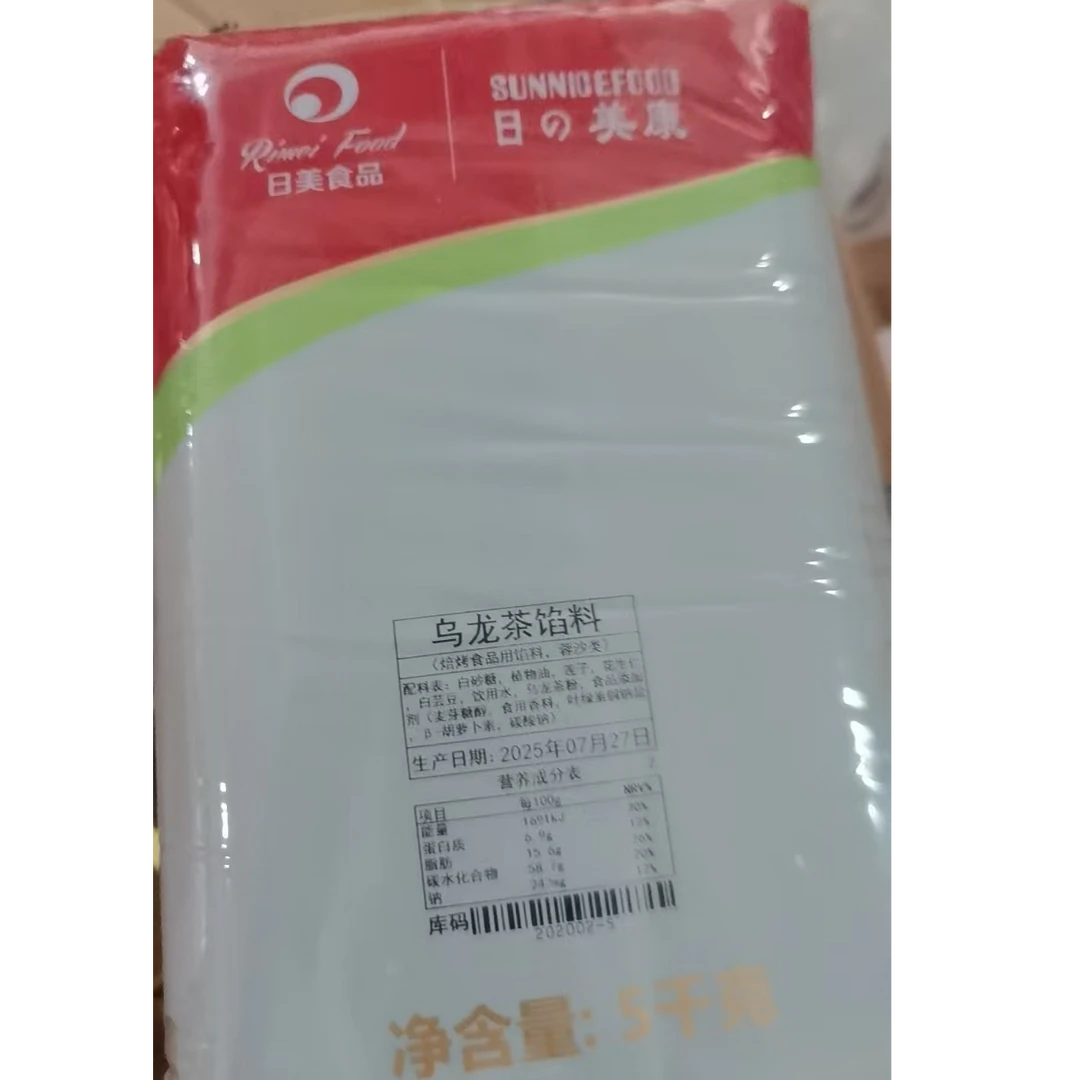 Riwei Food
日美食品
SUNNICEFOOD
日の美康
乌龙茶馅料
(焙烤食品用馅料, 蓉沙类)
配料表: 白砂糖, 植物油, 莲子, 花生仁
, 白芸豆, 饮用水, 乌龙茶粉, 食品添加
剂 (麦芽糖醇, 食用香料, 叶绿素铜钠盐
, β-胡萝卜素, 碳酸钠)
生产日期: 2025年07月27日
营养成分表
项目 每100g NRV%
能量 1691kJ 20%
蛋白质
脂肪
碳水化合物
钠
库码
202002-5
净含量: 5千克